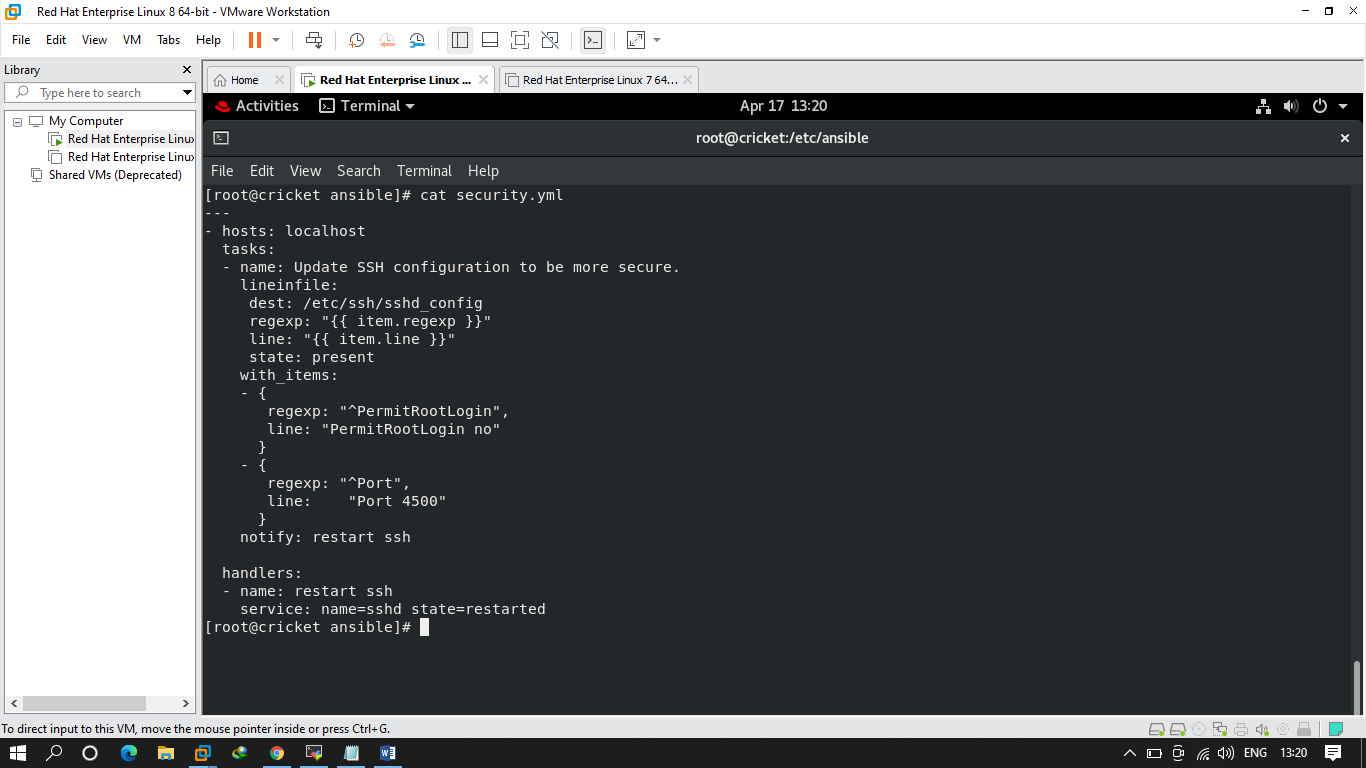 Red Hat Enterprise Linux 8 64-bit - VMware Workstation
File Edit View VM Tabs Help
Library
Type here to search
My Computer
Red Hat Enterprise Linux
Red Hat Enterprise Linux
Shared VMs (Deprecated)
Home
Red Hat Enterprise Linux ...
Red Hat Enterprise Linux 7 64...
Activities Terminal Apr 17 13:20
root@cricket:/etc/ansible
File Edit View Search Terminal Help
[root@cricket ansible]# cat security.yml
---
- hosts: localhost
  tasks:
  - name: Update SSH configuration to be more secure.
    lineinfile:
     dest: /etc/ssh/sshd_config
     regexp: "{{ item.regexp }}"
     line: "{{ item.line }}"
     state: present
    with_items:
    - {
       regexp: "^PermitRootLogin",
       line: "PermitRootLogin no"
      }
    - {
       regexp: "^Port",
       line:    "Port 4500"
      }
    notify: restart ssh

  handlers:
  - name: restart ssh
    service: name=sshd state=restarted
[root@cricket ansible]#
To direct input to this VM, move the mouse pointer inside or press Ctrl+G.
ENG 13:20